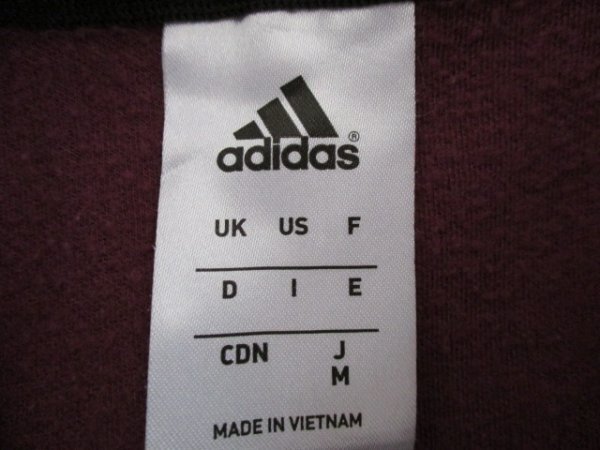 adidas®
UK US F
D I E
CDN J
M
MADE IN VIETNAM